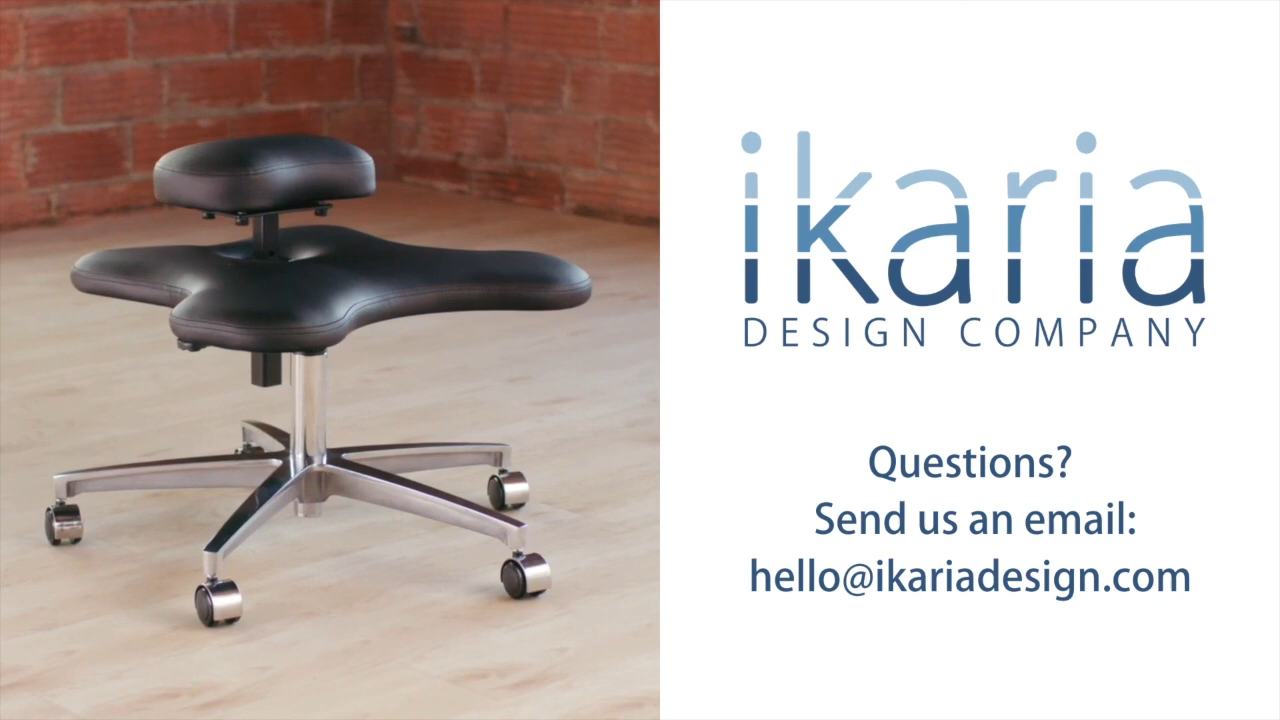 ikaria
DESIGN COMPANY
Questions?
Send us an email:
hello@ikariadesign.com